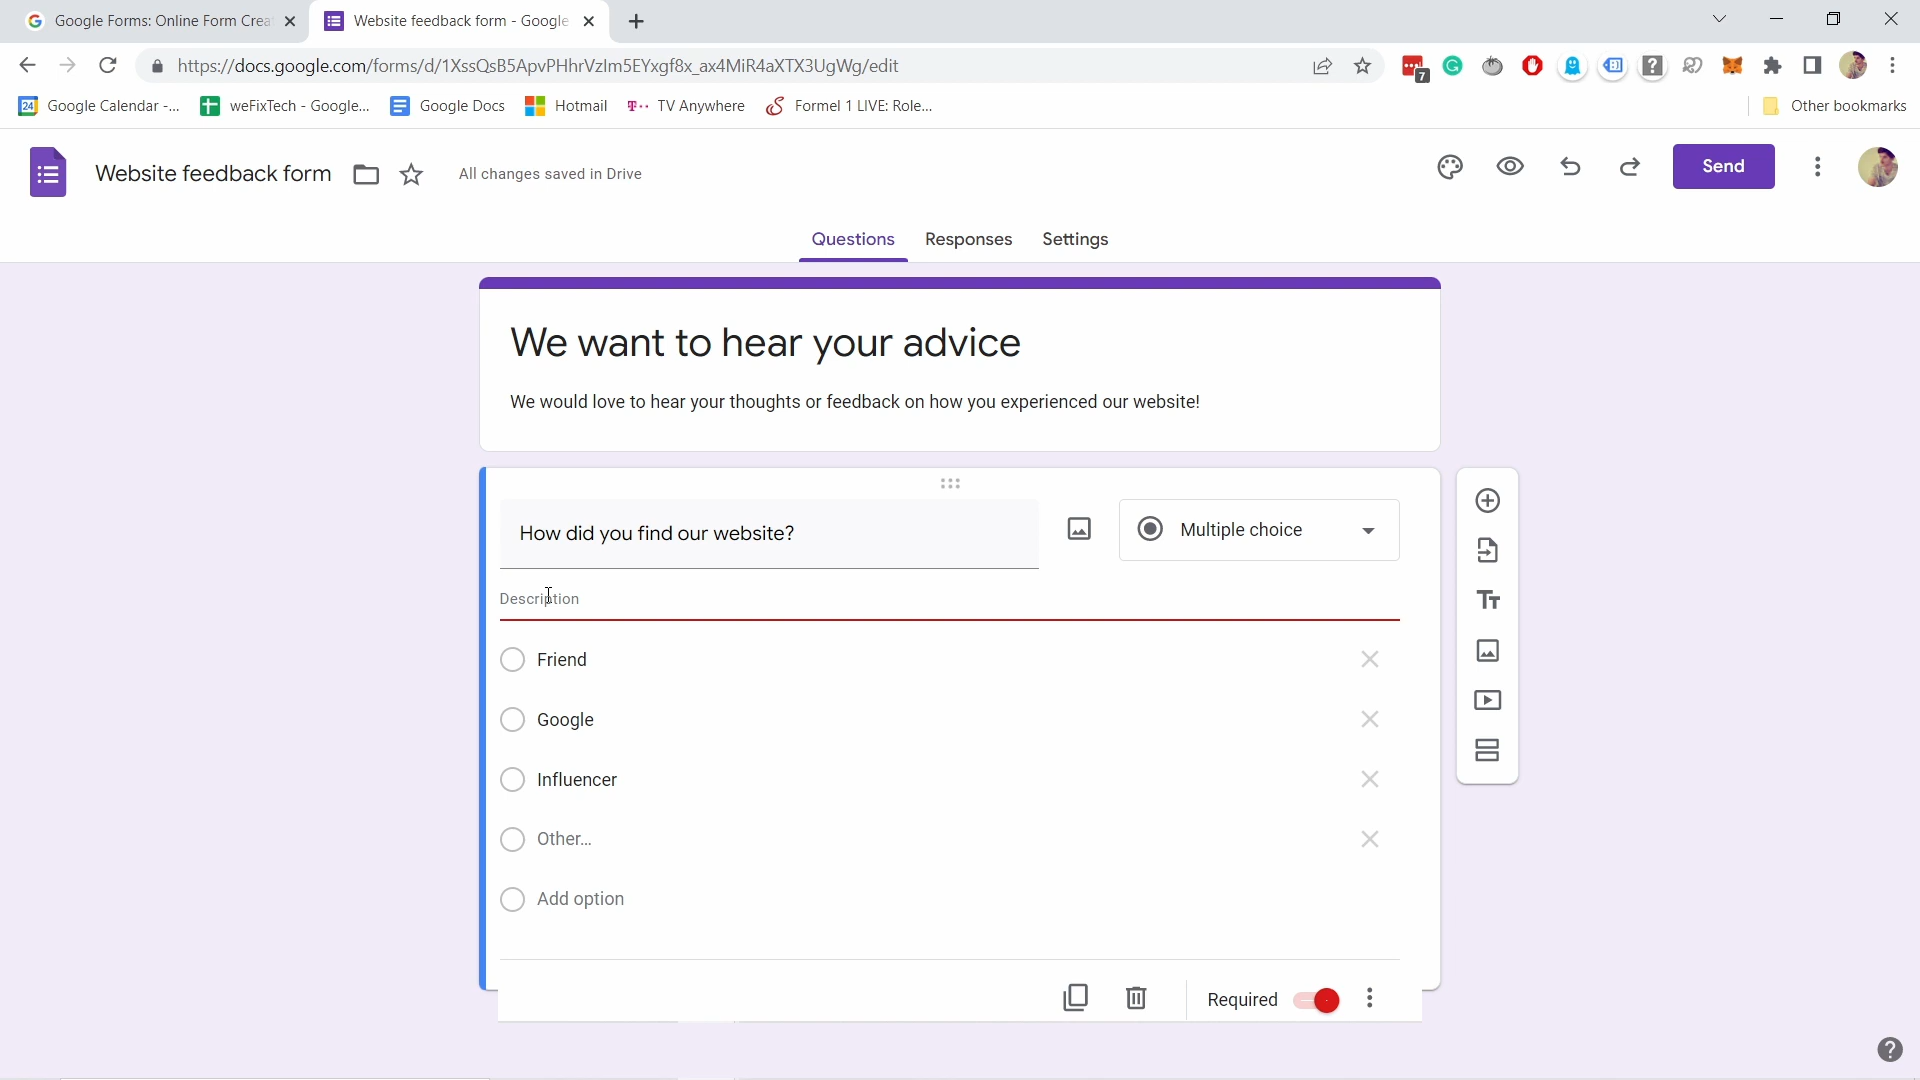 Google Forms: Online Form Crea
Website feedback form - Google
https://docs.google.com/forms/d/1XssQsB5ApvPHhrVzlm5EYxgf8x_ax4MiR4aXTX3UgWg/edit
7
24 Google Calendar -...
weFixTech - Google...
Google Docs
Hotmail
TV Anywhere
Formel 1 LIVE: Role...
Other bookmarks
Website feedback form
All changes saved in Drive
Send
Questions
Responses
Settings
We want to hear your advice
We would love to hear your thoughts or feedback on how you experienced our website!
How did you find our website?
Multiple choice
Description
Friend
Google
Influencer
Other...
Add option
Required